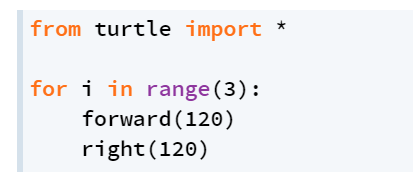 from turtle import *
for i in range(3):
    forward(120)
    right(120)